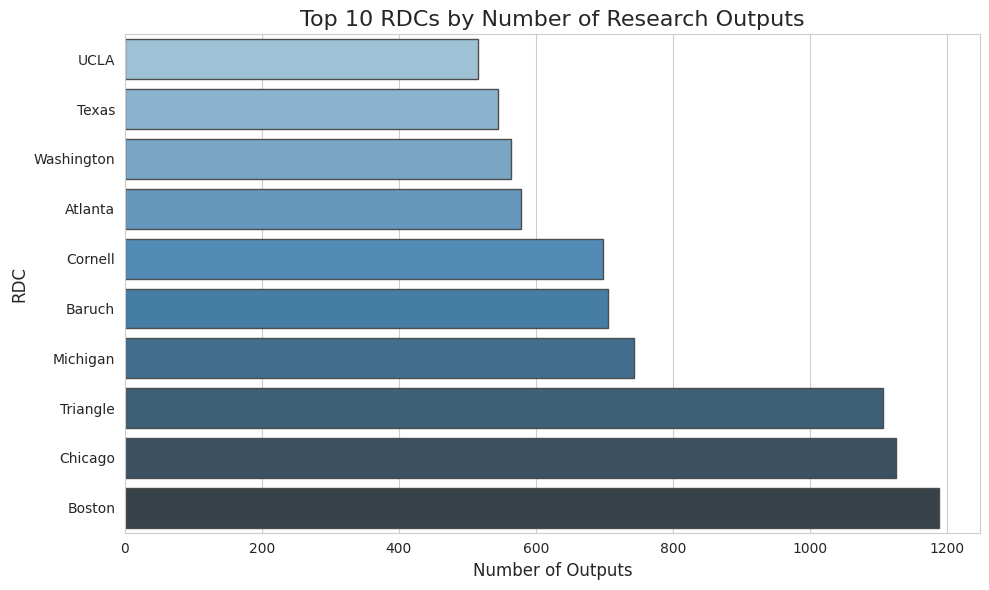 Top 10 RDCs by Number of Research Outputs
RDC
UCLA
Texas
Washington
Atlanta
Cornell
Baruch
Michigan
Triangle
Chicago
Boston
0 200 400 600 800 1000 1200
Number of Outputs